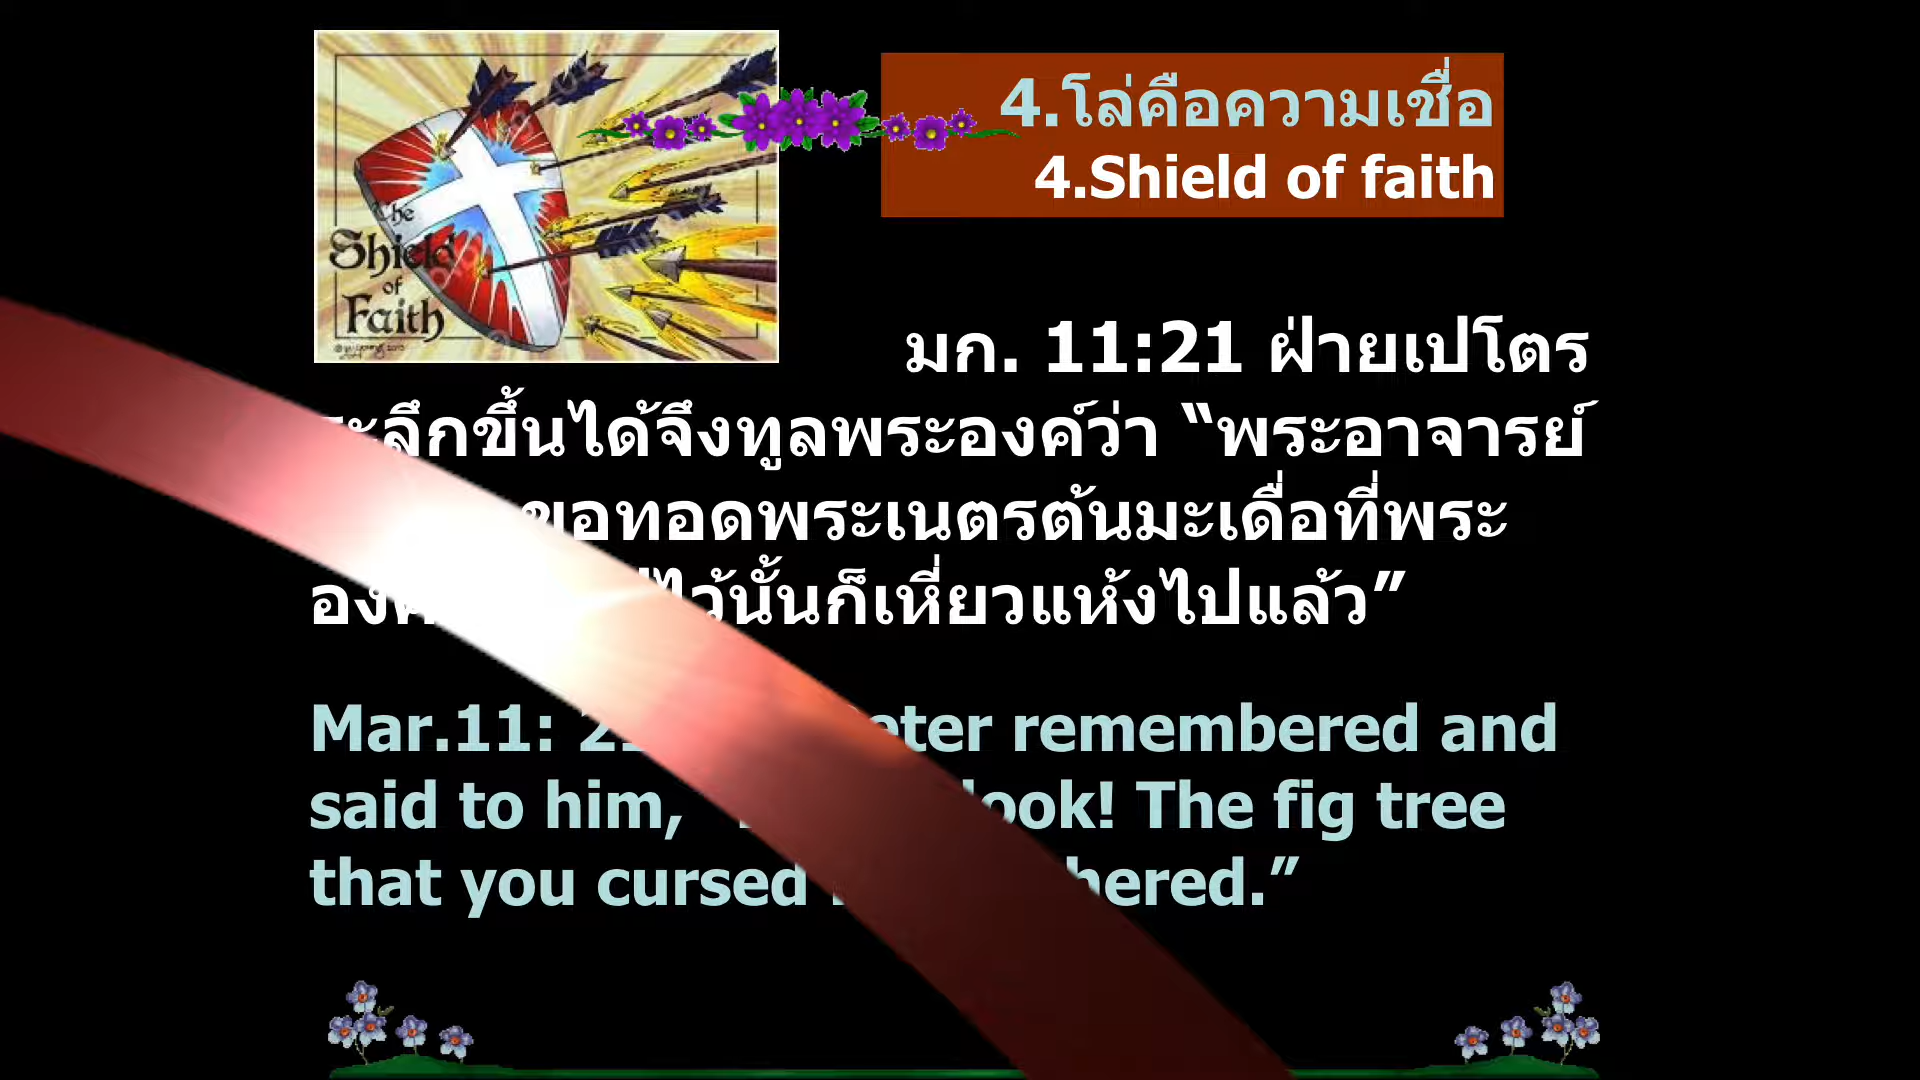 The
Shield
of
Faith
4.โล่คือความเชื่อ
4.Shield of faith
มก. 11:21 ฝ่ายเปโตร
ระลึกขึ้นได้จึงทูลพระองค์ว่า “พระอาจารย์
ขอทอดพระเนตรต้นมะเดื่อที่พระ
ไว้นั้นก็เหี่ยวแห้งไปแล้ว”
Mar.11: remembered and
said to him, look! The fig tree
that you cursed